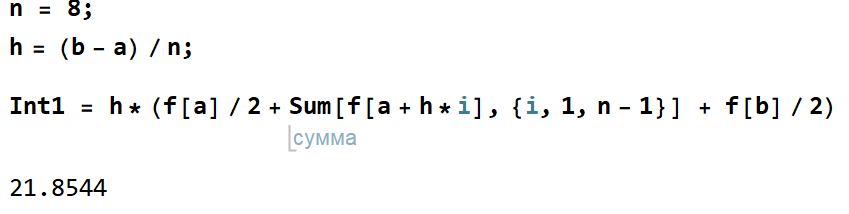 n = 8;
h = (b - a) / n;
Int1 = h * (f[a] / 2 + Sum[f[a + h * i], {i, 1, n - 1}] + f[b] / 2)
сумма
21.8544